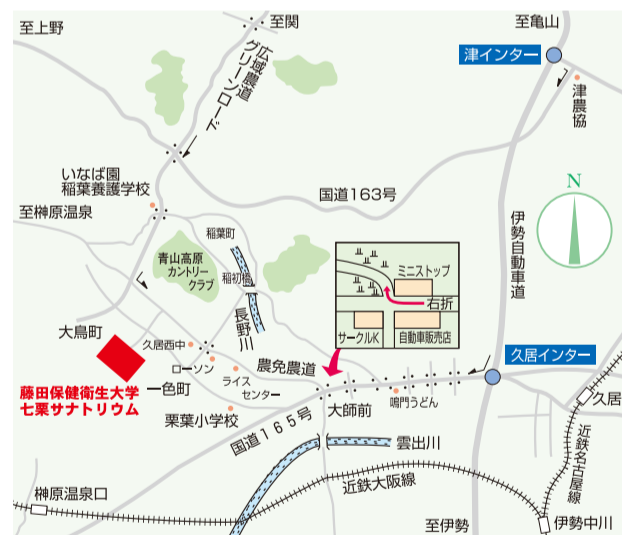 至上野
至関
至亀山
津インター
津農協
広域農道
グリーンロード
いなば園
稲葉養護学校
国道163号
至榊原温泉
稲葉町
N
伊勢自動車道
青山高原
カントリー
クラブ
稲初橋
長野川
ミニストップ
右折
サークルK
自動車販売店
大鳥町
久居西中
ローソン
農免農道
久居インター
藤田保健衛生大学
七栗サナトリウム
一色町
ライス
センター
栗葉小学校
国道165号
大師前
鳴門うどん
久居
近鉄名古屋線
雲出川
近鉄大阪線
榊原温泉口
至伊勢
伊勢中川